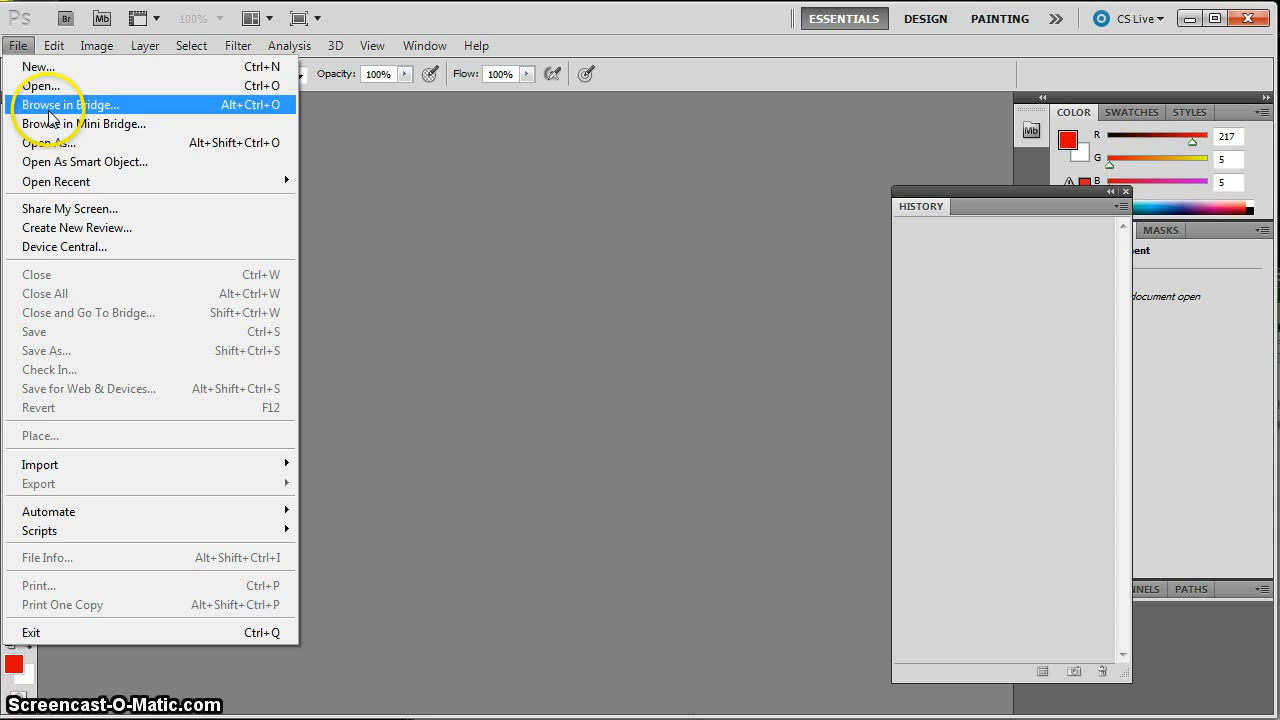 Ps Br Mb 100% ESSENTIALS DESIGN PAINTING CS Live
File Edit Image Layer Select Filter Analysis 3D View Window Help
Opacity: 100% Flow: 100%
New... Ctrl+N
Open... Ctrl+O
Browse in Bridge... Alt+Ctrl+O
Browse in Mini Bridge...
Open As... Alt+Shift+Ctrl+O
Open As Smart Object...
Open Recent
Share My Screen...
Create New Review...
Device Central...
Close Ctrl+W
Close All Alt+Ctrl+W
Close and Go To Bridge... Shift+Ctrl+W
Save Ctrl+S
Save As... Shift+Ctrl+S
Check In...
Save for Web & Devices... Alt+Shift+Ctrl+S
Revert F12
Place...
Import
Export
Automate
Scripts
File Info... Alt+Shift+Ctrl+I
Print... Ctrl+P
Print One Copy Alt+Shift+Ctrl+P
Exit Ctrl+Q
HISTORY
Mb
COLOR SWATCHES STYLES
R 217
G 5
B 5
MASKS
ment
document open
NNELS PATHS
Screencast-O-Matic.com